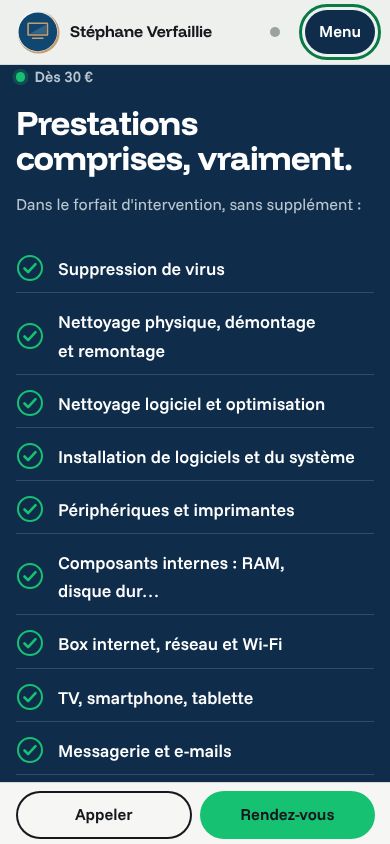 Stéphane Verfaillie
Menu
Dès 30 €
Prestations
comprises, vraiment.
Dans le forfait d'intervention, sans supplément :
Suppression de virus
Nettoyage physique, démontage
et remontage
Nettoyage logiciel et optimisation
Installation de logiciels et du système
Périphériques et imprimantes
Composants internes : RAM,
disque dur…
Box internet, réseau et Wi-Fi
TV, smartphone, tablette
Messagerie et e-mails
Appeler
Rendez-vous